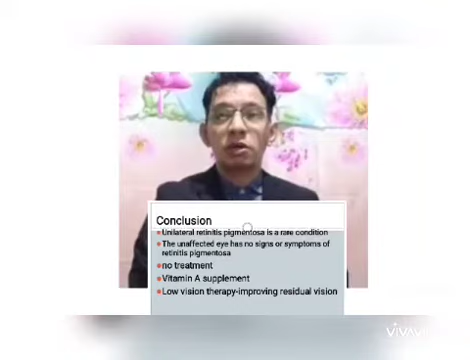 Conclusion
Unilateral retinitis pigmentosa is a rare condition
The unaffected eye has no signs or symptoms of
retinitis pigmentosa
no treatment
Vitamin A supplement
Low vision therapy-improving residual vision
VIVAVIDEO